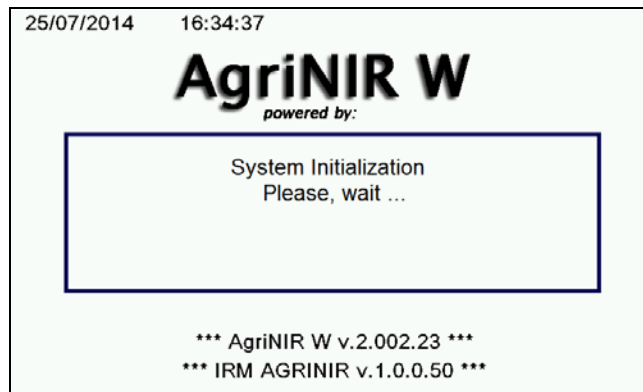 25/07/2014 16:34:37
AgriNIR W
powered by:
System Initialization
Please, wait ...
*** AgriNIR W v.2.002.23 ***
*** IRM AGRINIR v.1.0.0.50 ***